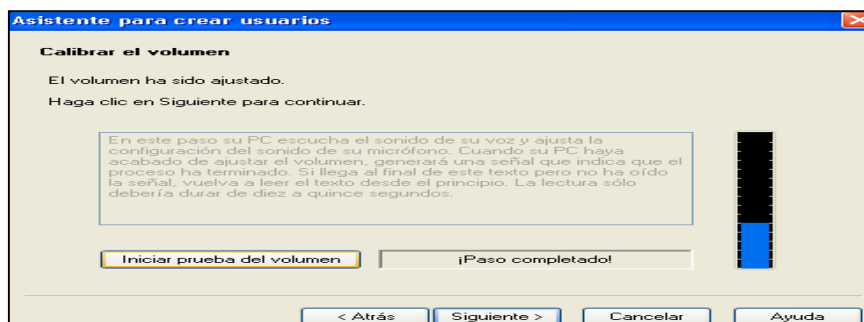 Asistente para crear usuarios
Calibrar el volumen
El volumen ha sido ajustado.
Haga clic en Siguiente para continuar.
En este paso su PC escucha el sonido de su voz y ajusta la
configuración del sonido de su micrófono. Cuando su PC haya
acabado de ajustar el volumen, generará una señal que indica que el
proceso ha terminado. Si llega al final de este texto pero no ha oído
la señal, vuelva a leer el texto desde el principio. La lectura sólo
debería durar de diez a quince segundos.
Iniciar prueba del volumen ¡Paso completado!
< Atrás Siguiente > Cancelar Ayuda